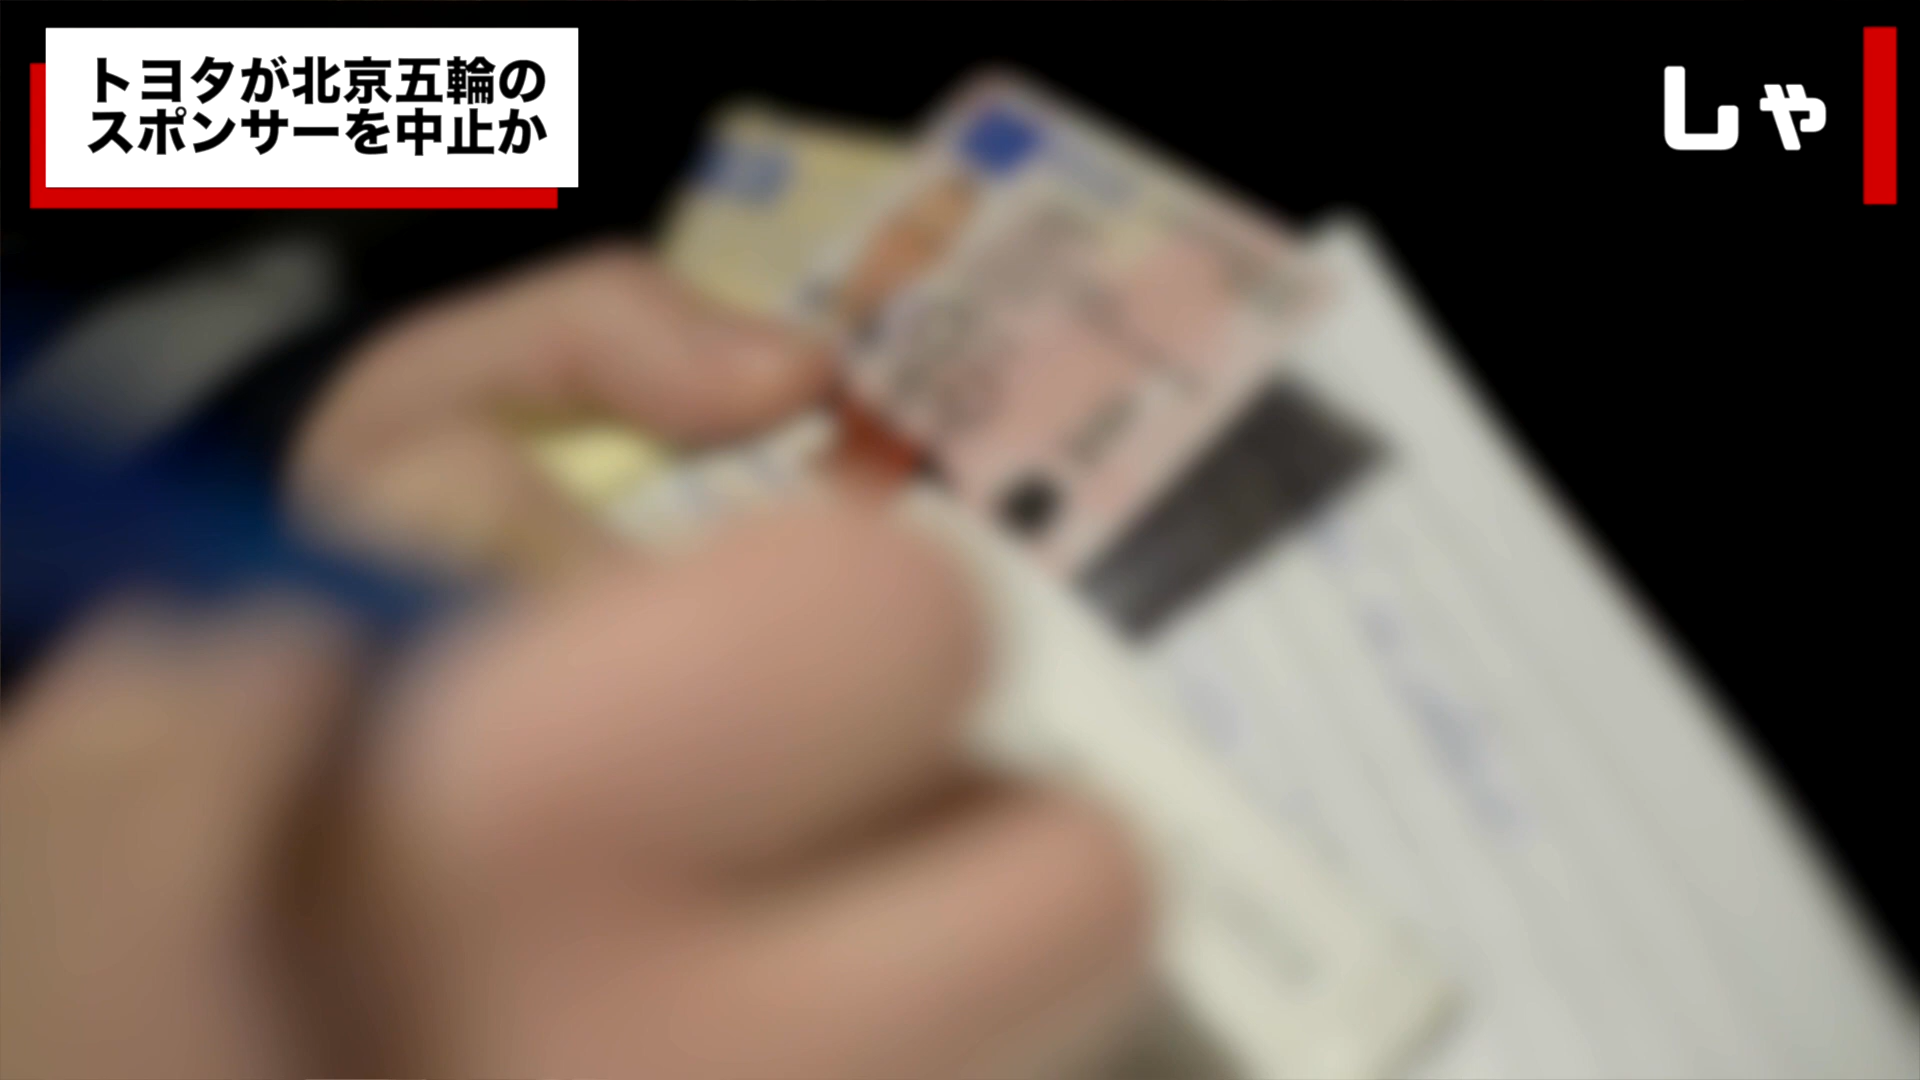 トヨタが北京五輪の
スポンサーを中止か
しゃ